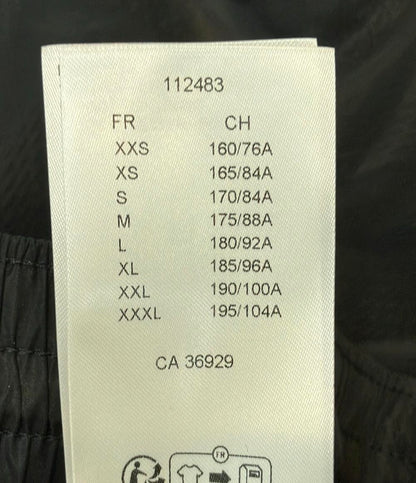 112483
FR CH
XXS 160/76A
XS 165/84A
S 170/84A
M 175/88A
L 180/92A
XL 185/96A
XXL 190/100A
XXXL 195/104A
CA 36929
FR